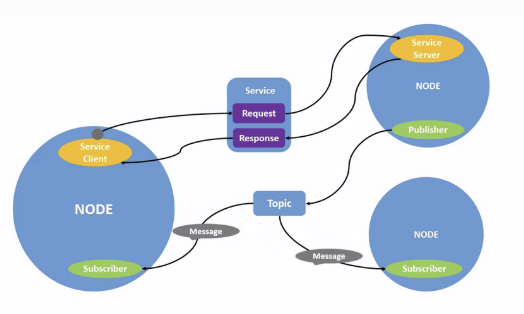 Service
Server
NODE
Publisher
Service
Request
Response
Service
Client
NODE
Subscriber
Topic
Message
Message
NODE
Subscriber